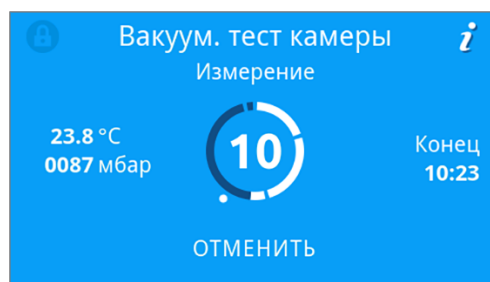 Вакуум. тест камеры
i
Измерение
23.8 °C
0087 мбар
10
Конец
10:23
ОТМЕНИТЬ